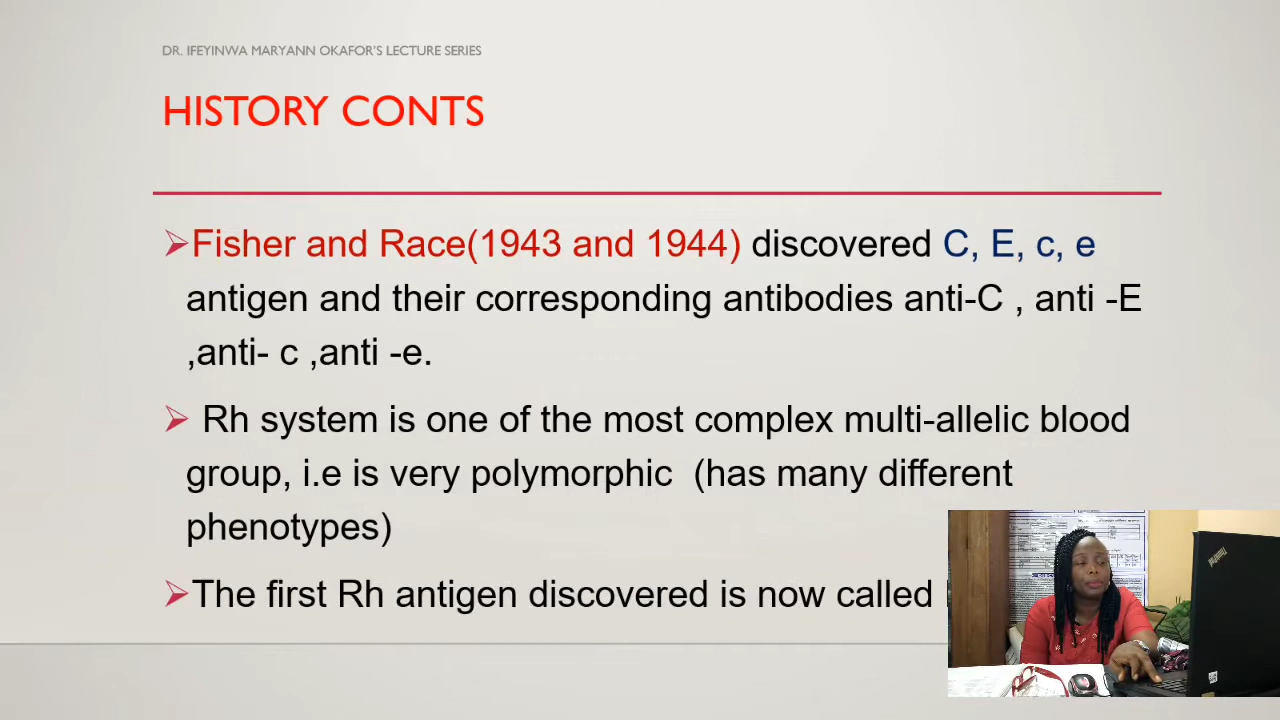 DR. IFEYINWA MARYANN OKAFOR'S LECTURE SERIES
HISTORY CONTS
➢Fisher and Race(1943 and 1944) discovered C, E, c, e
antigen and their corresponding antibodies anti-C , anti -E
,anti- c ,anti -e.
➢ Rh system is one of the most complex multi-allelic blood
group, i.e is very polymorphic (has many different
phenotypes)
➢The first Rh antigen discovered is now called